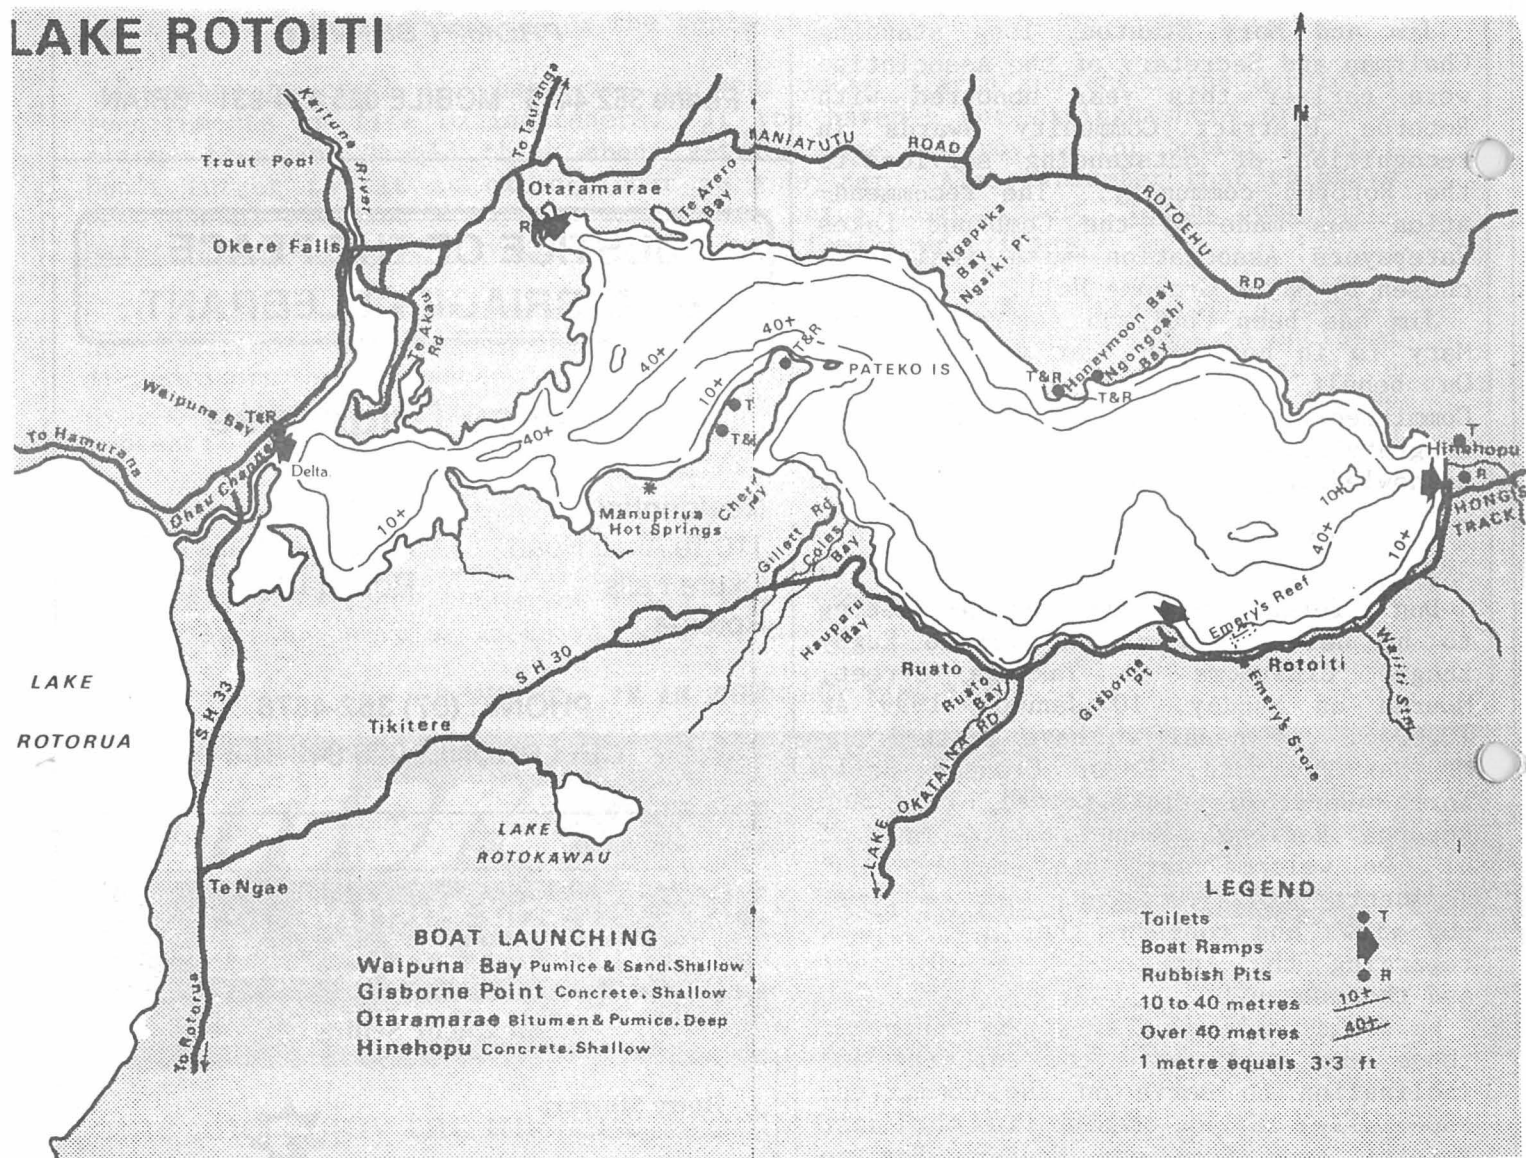 LAKE ROTOITI
N
To Tauranga
Kaituna River
Trout Pool
Otaramarae
R
Okere Falls
Te Akau Rd
MANIATUTU ROAD
Te Arero Bay
Ngapuka Bay
Ngaiki Pt
ROTOEHU RD
Honeymoon Bay
Ngongoahi Bay
T&R
T&R
T&R
PATEKO IS
40+
40+
40+
10+
T
Waipuna Bay
T&R
To Hamurana
Ohau Channel
Delta.
10+
Manupirua
Hot Springs
Gillett Rd
Coles Bay
Hauparu Bay
T
Hinehopu
R
HONGI'S
TRACK
10+
40+
10+
Emery's Reef
Ruato
Ruato Bay
Gisborne Pt
Rotoiti
Emery's Store
Waiiti Stm
LAKE
ROTORUA
SH 33
SH 30
Tikitere
LAKE
ROTOKAWAU
LAKE OKATAINA RD
Te Ngae
To Rotorua
BOAT LAUNCHING
Waipuna Bay Pumice & Sand.Shallow
Gisborne Point Concrete. Shallow
Otaramarae Bitumen & Pumice. Deep
Hinehopu Concrete.Shallow
LEGEND
Toilets T
Boat Ramps
Rubbish Pits R
10 to 40 metres 10+
Over 40 metres 40+
1 metre equals 3·3 ft